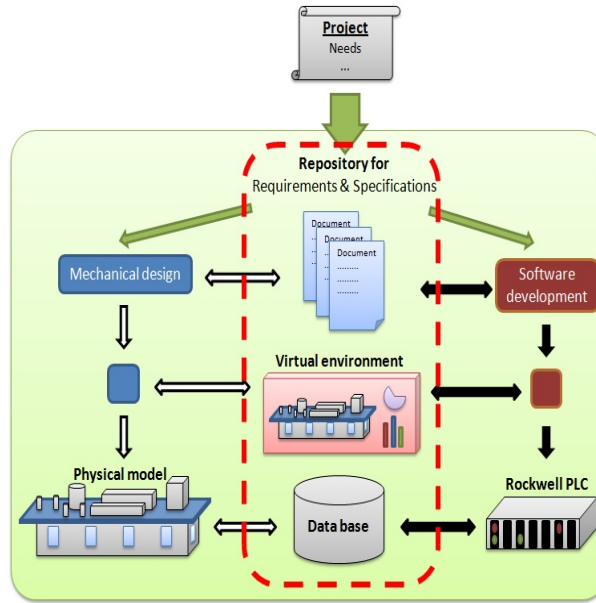 Project
Needs
...
Repository for
Requirements & Specifications
Document
Document
Document
.........
.........
.........
Mechanical design
Software
development
Virtual environment
Physical model
Rockwell PLC
Data base